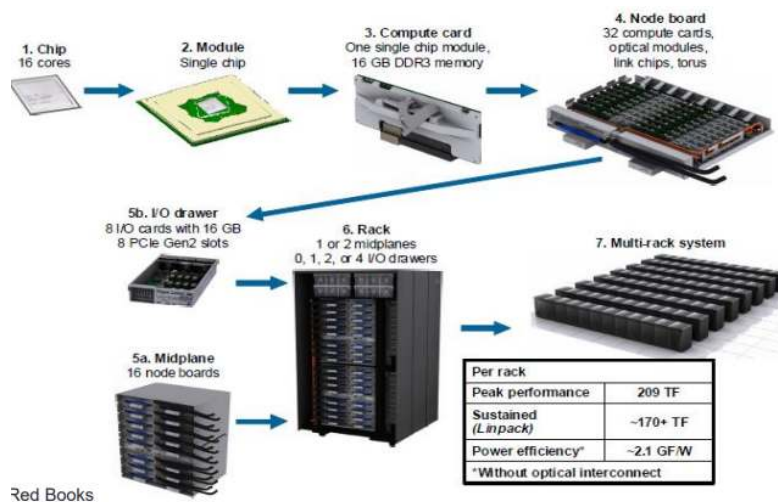 1. Chip
16 cores
2. Module
Single chip
3. Compute card
One single chip module,
16 GB DDR3 memory
4. Node board
32 compute cards,
optical modules,
link chips, torus
5b. I/O drawer
8 I/O cards with 16 GB
8 PCIe Gen2 slots
6. Rack
1 or 2 midplanes
0, 1, 2, or 4 I/O drawers
7. Multi-rack system
5a. Midplane
16 node boards
Per rack
Peak performance 209 TF
Sustained
(Linpack) ~170+ TF
Power efficiency* ~2.1 GF/W
*Without optical interconnect
Red Books